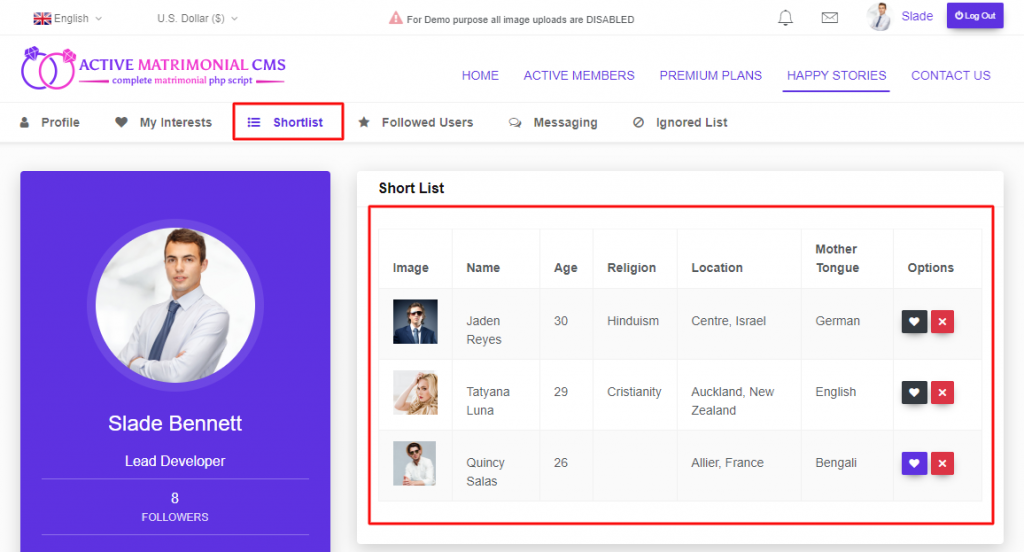 English
U.S. Dollar ($)
For Demo purpose all image uploads are DISABLED
Slade
Log Out
ACTIVE MATRIMONIAL CMS
complete matrimonial php script
HOME
ACTIVE MEMBERS
PREMIUM PLANS
HAPPY STORIES
CONTACT US
Profile
My Interests
Shortlist
Followed Users
Messaging
Ignored List
Slade Bennett
Lead Developer
8
FOLLOWERS
Short List
Image
Name
Age
Religion
Location
Mother
Tongue
Options
Jaden
Reyes
30
Hinduism
Centre, Israel
German
Tatyana
Luna
29
Cristianity
Auckland, New
Zealand
English
Quincy
Salas
26
Allier, France
Bengali